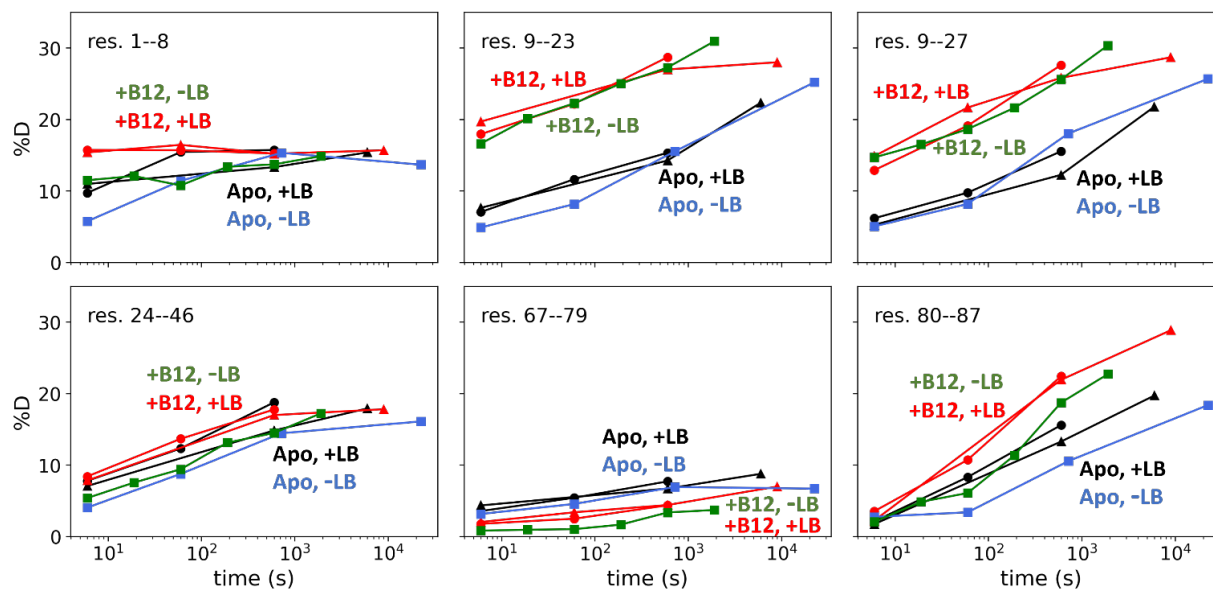 res. 1--8
+B12, -LB
+B12, +LB
Apo, +LB
Apo, -LB
30
20
10
0
%D
res. 9--23
+B12, +LB
+B12, -LB
Apo, +LB
Apo, -LB
res. 9--27
+B12, +LB
+B12, -LB
Apo, +LB
Apo, -LB
res. 24--46
+B12, -LB
+B12, +LB
Apo, +LB
Apo, -LB
30
20
10
0
%D
10¹ 10² 10³ 10⁴
time (s)
res. 67--79
Apo, +LB
Apo, -LB
+B12, -LB
+B12, +LB
10¹ 10² 10³ 10⁴
time (s)
res. 80--87
+B12, -LB
+B12, +LB
Apo, +LB
Apo, -LB
10¹ 10² 10³ 10⁴
time (s)